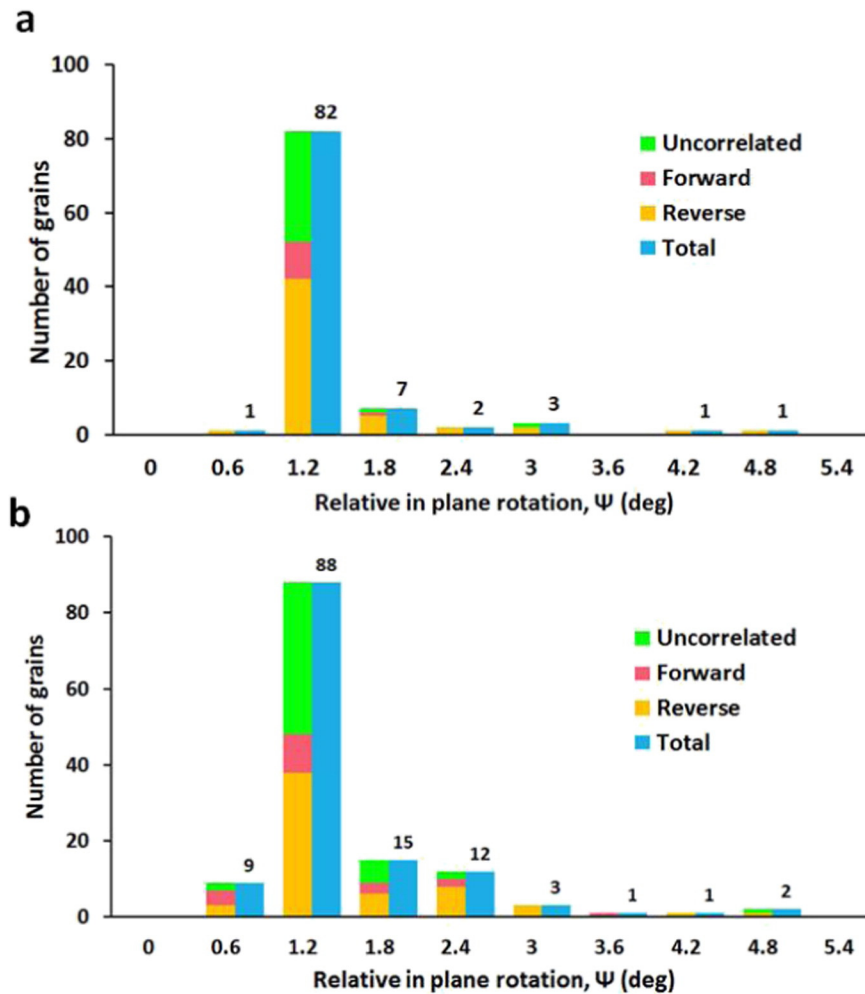 a
100
80
60
40
20
0
Number of grains
82
1
7
2
3
1
1
Uncorrelated
Forward
Reverse
Total
0 0.6 1.2 1.8 2.4 3 3.6 4.2 4.8 5.4
Relative in plane rotation, Ψ (deg)
b
100
80
60
40
20
0
Number of grains
88
9
15
12
3
1
1
2
Uncorrelated
Forward
Reverse
Total
0 0.6 1.2 1.8 2.4 3 3.6 4.2 4.8 5.4
Relative in plane rotation, Ψ (deg)